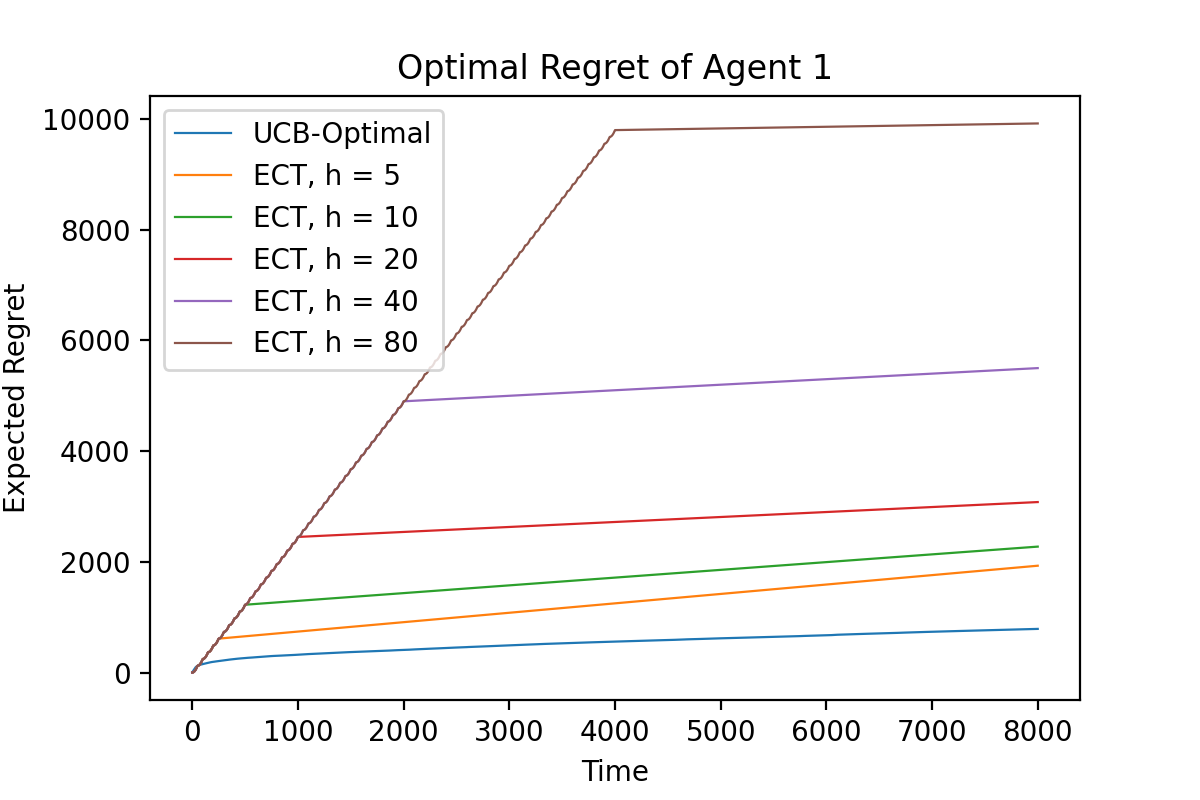 Optimal Regret of Agent 1
10000
8000
6000
4000
2000
0
Expected Regret
UCB-Optimal
ECT, h = 5
ECT, h = 10
ECT, h = 20
ECT, h = 40
ECT, h = 80
0 1000 2000 3000 4000 5000 6000 7000 8000
Time